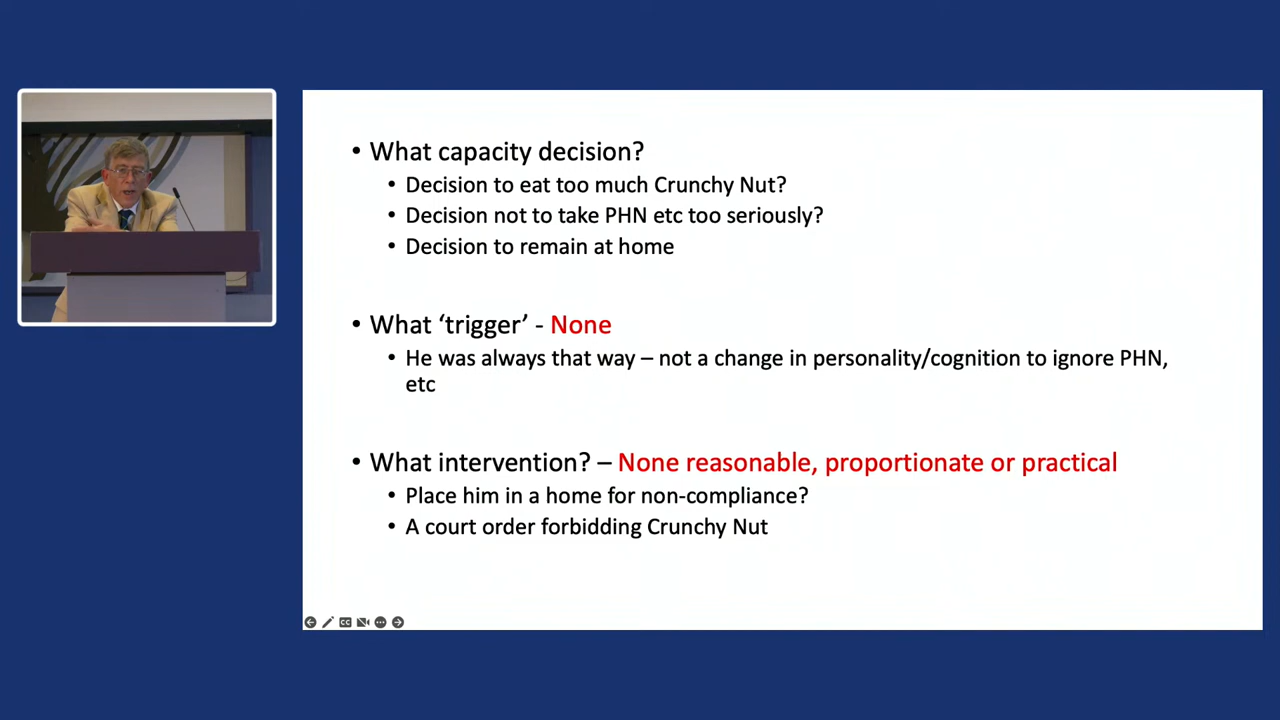 • What capacity decision?
• Decision to eat too much Crunchy Nut?
• Decision not to take PHN etc too seriously?
• Decision to remain at home
• What ‘trigger’ - None
• He was always that way – not a change in personality/cognition to ignore PHN,
etc
• What intervention? – None reasonable, proportionate or practical
• Place him in a home for non-compliance?
• A court order forbidding Crunchy Nut